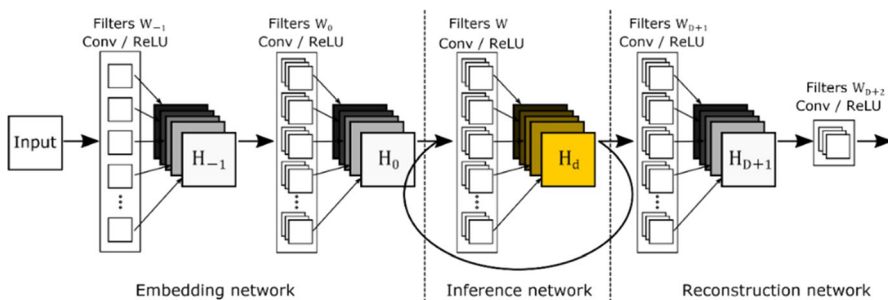 Filters W₋₁
Conv / ReLU
Filters W₀
Conv / ReLU
Filters W
Conv / ReLU
Filters W_D+1
Conv / ReLU
Filters W_D+2
Conv / ReLU
Input
H₋₁
H₀
H_d
H_D+1
Embedding network
Inference network
Reconstruction network